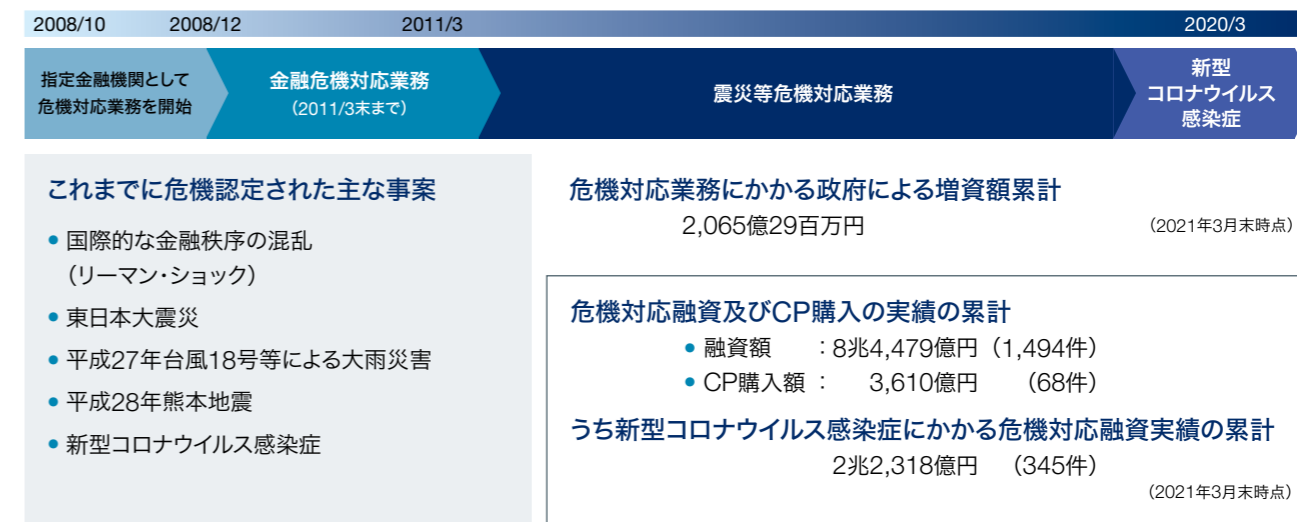 2008/10 2008/12 2011/3 2020/3
指定金融機関として
危機対応業務を開始
金融危機対応業務
（2011/3末まで）
震災等危機対応業務
新型
コロナウイルス
感染症
これまでに危機認定された主な事案
• 国際的な金融秩序の混乱
（リーマン・ショック）
• 東日本大震災
• 平成27年台風18号等による大雨災害
• 平成28年熊本地震
• 新型コロナウイルス感染症
危機対応業務にかかる政府による増資額累計
2,065億29百万円 （2021年3月末時点）
危機対応融資及びCP購入の実績の累計
• 融資額 ：8兆4,479億円（1,494件）
• CP購入額： 3,610億円 （68件）
うち新型コロナウイルス感染症にかかる危機対応融資実績の累計
2兆2,318億円 （345件）
（2021年3月末時点）